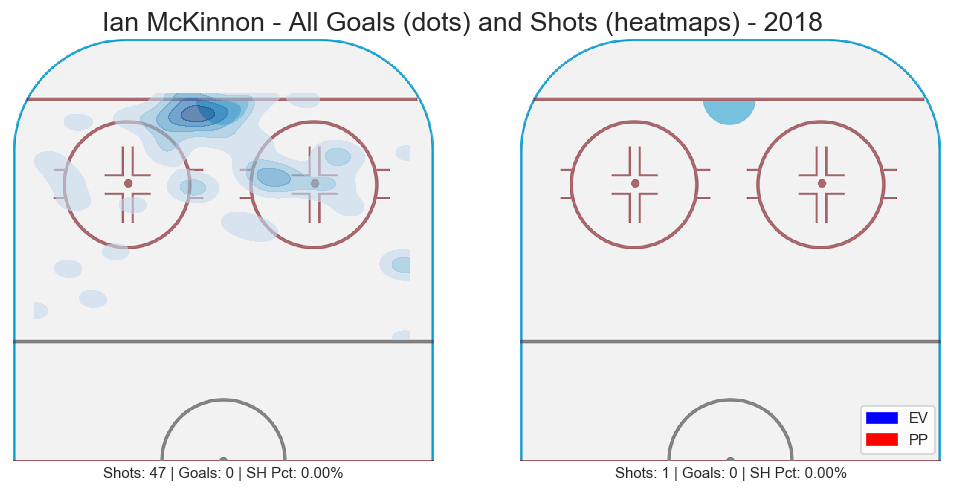 Ian McKinnon - All Goals (dots) and Shots (heatmaps) - 2018
EV
PP
Shots: 47 | Goals: 0 | SH Pct: 0.00%
Shots: 1 | Goals: 0 | SH Pct: 0.00%